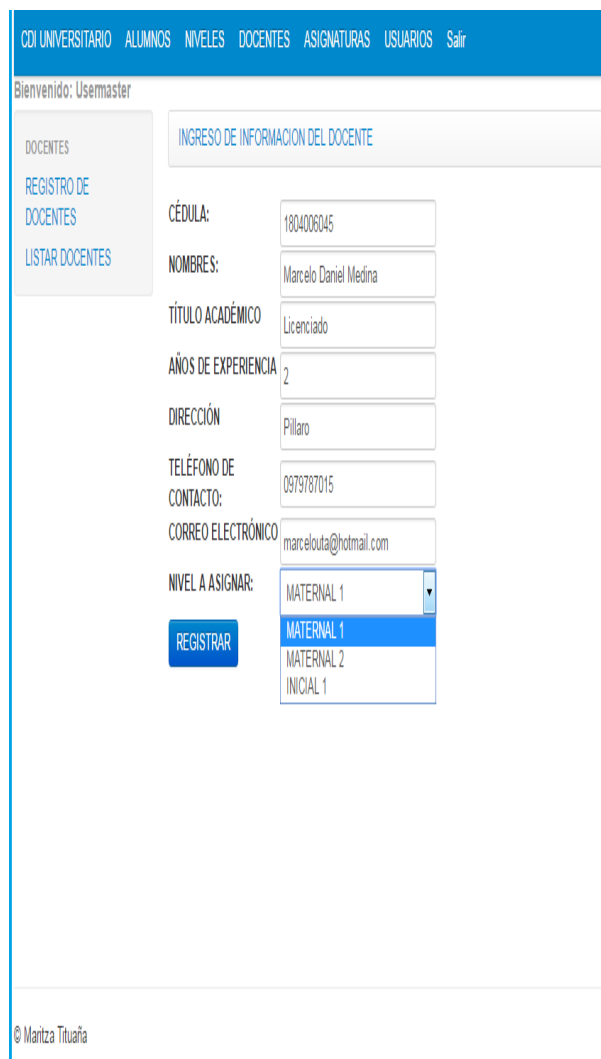 CDI UNIVERSITARIO ALUMNOS NIVELES DOCENTES ASIGNATURAS USUARIOS Salir
Bienvenido: Usermaster
DOCENTES
REGISTRO DE
DOCENTES
LISTAR DOCENTES
INGRESO DE INFORMACION DEL DOCENTE
CÉDULA: 1804006045
NOMBRES: Marcelo Daniel Medina
TÍTULO ACADÉMICO Licenciado
AÑOS DE EXPERIENCIA 2
DIRECCIÓN Pillaro
TELÉFONO DE
CONTACTO: 0979787015
CORREO ELECTRÓNICO marcelouta@hotmail.com
NIVEL A ASIGNAR: MATERNAL 1
MATERNAL 1
MATERNAL 2
INICIAL 1
REGISTRAR
© Maritza Tituaña